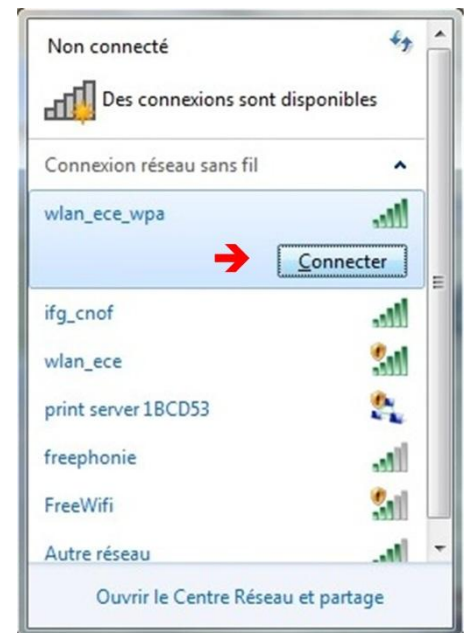 Non connecté
Des connexions sont disponibles
Connexion réseau sans fil
wlan_ece_wpa
Connecter
ifg_cnof
wlan_ece
print server 1BCD53
freephonie
FreeWifi
Autre réseau
Ouvrir le Centre Réseau et partage